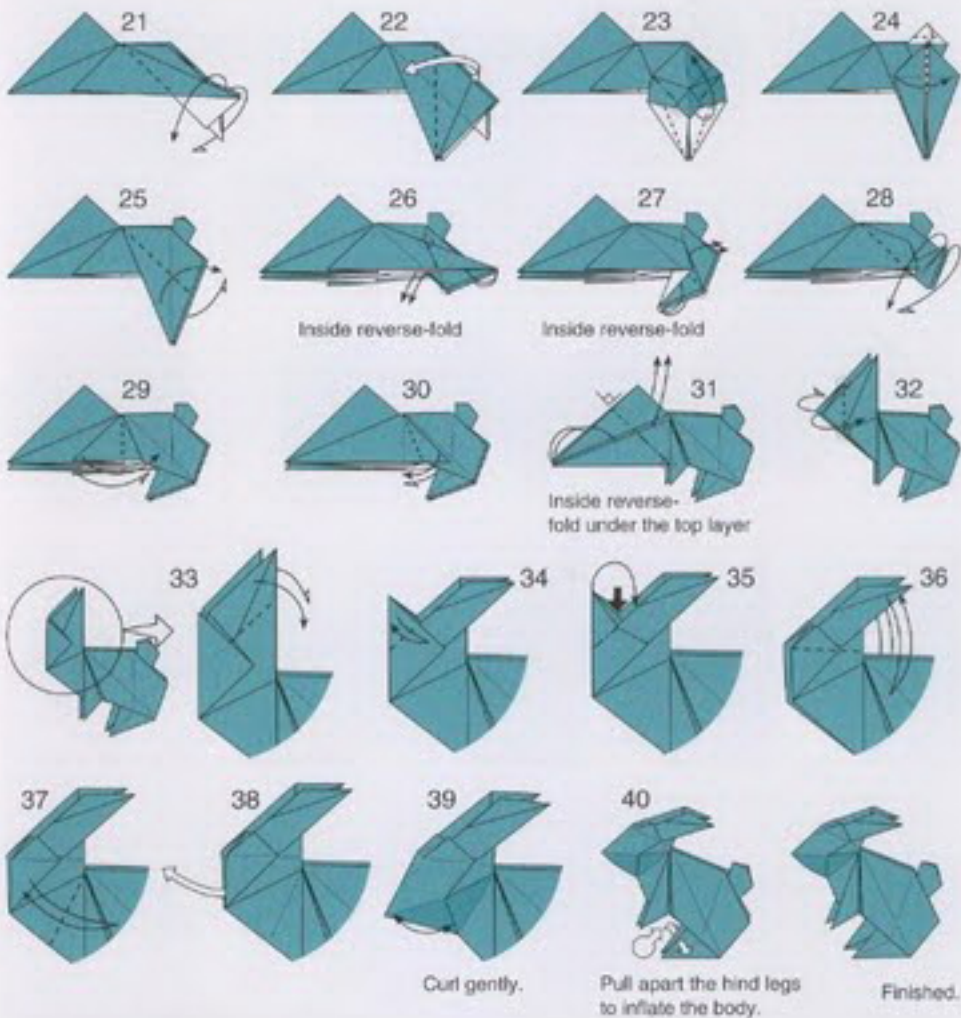 21 22 23 24
25 26 27 28
Inside reverse-fold Inside reverse-fold
29 30 31 32
Inside reverse-
fold under the top layer
33 34 35 36
37 38 39 40
Curl gently.
Pull apart the hind legs
to inflate the body.
Finished.